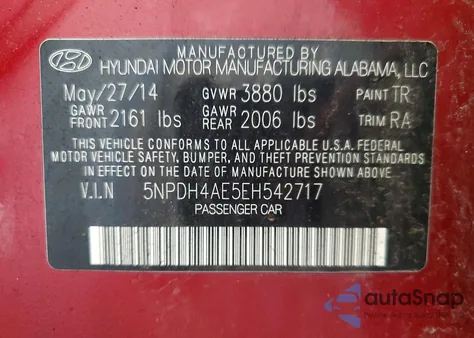 MANUFACTURED BY
HYUNDAI MOTOR MANUFACTURING ALABAMA, LLC
May/27/14 GVWR 3880 lbs PAINT TR
GAWR FRONT 2161 lbs GAWR REAR 2006 lbs TRIM RA
THIS VEHICLE CONFORMS TO ALL APPLICABLE U.S.A. FEDERAL
MOTOR VEHICLE SAFETY, BUMPER, AND THEFT PREVENTION
STANDARDS IN EFFECT ON THE DATE OF MANUFACTURE SHOWN ABOVE.
V.I.N 5NPDH4AE5EH542717
PASSENGER CAR
autoSnap